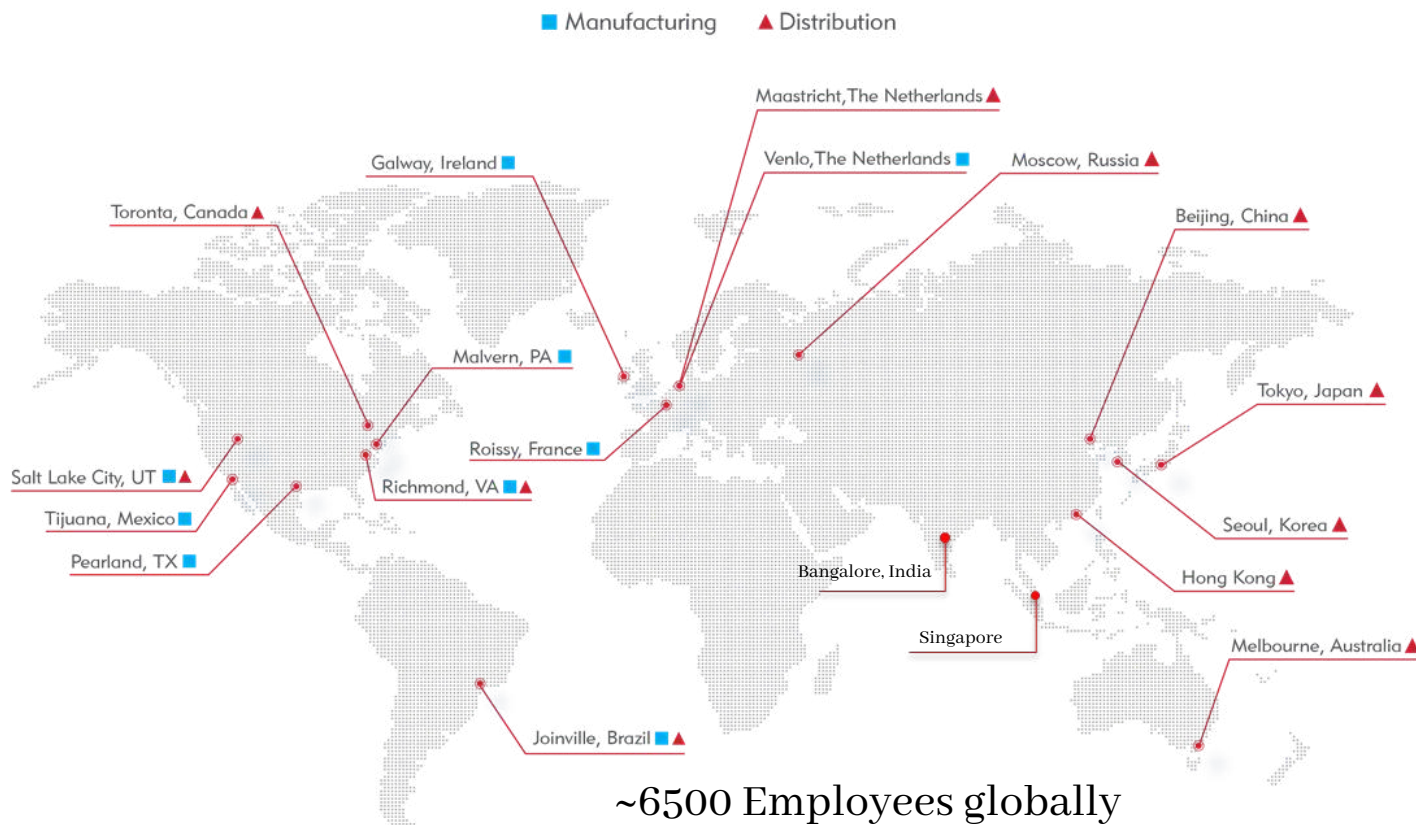 Manufacturing Distribution
Maastricht,The Netherlands
Galway, Ireland
Venlo,The Netherlands
Moscow, Russia
Toronta, Canada
Beijing, China
Malvern, PA
Tokyo, Japan
Roissy, France
Salt Lake City, UT
Richmond, VA
Tijuana, Mexico
Seoul, Korea
Pearland, TX
Bangalore, India
Hong Kong
Singapore
Melbourne, Australia
Joinville, Brazil
~6500 Employees globally